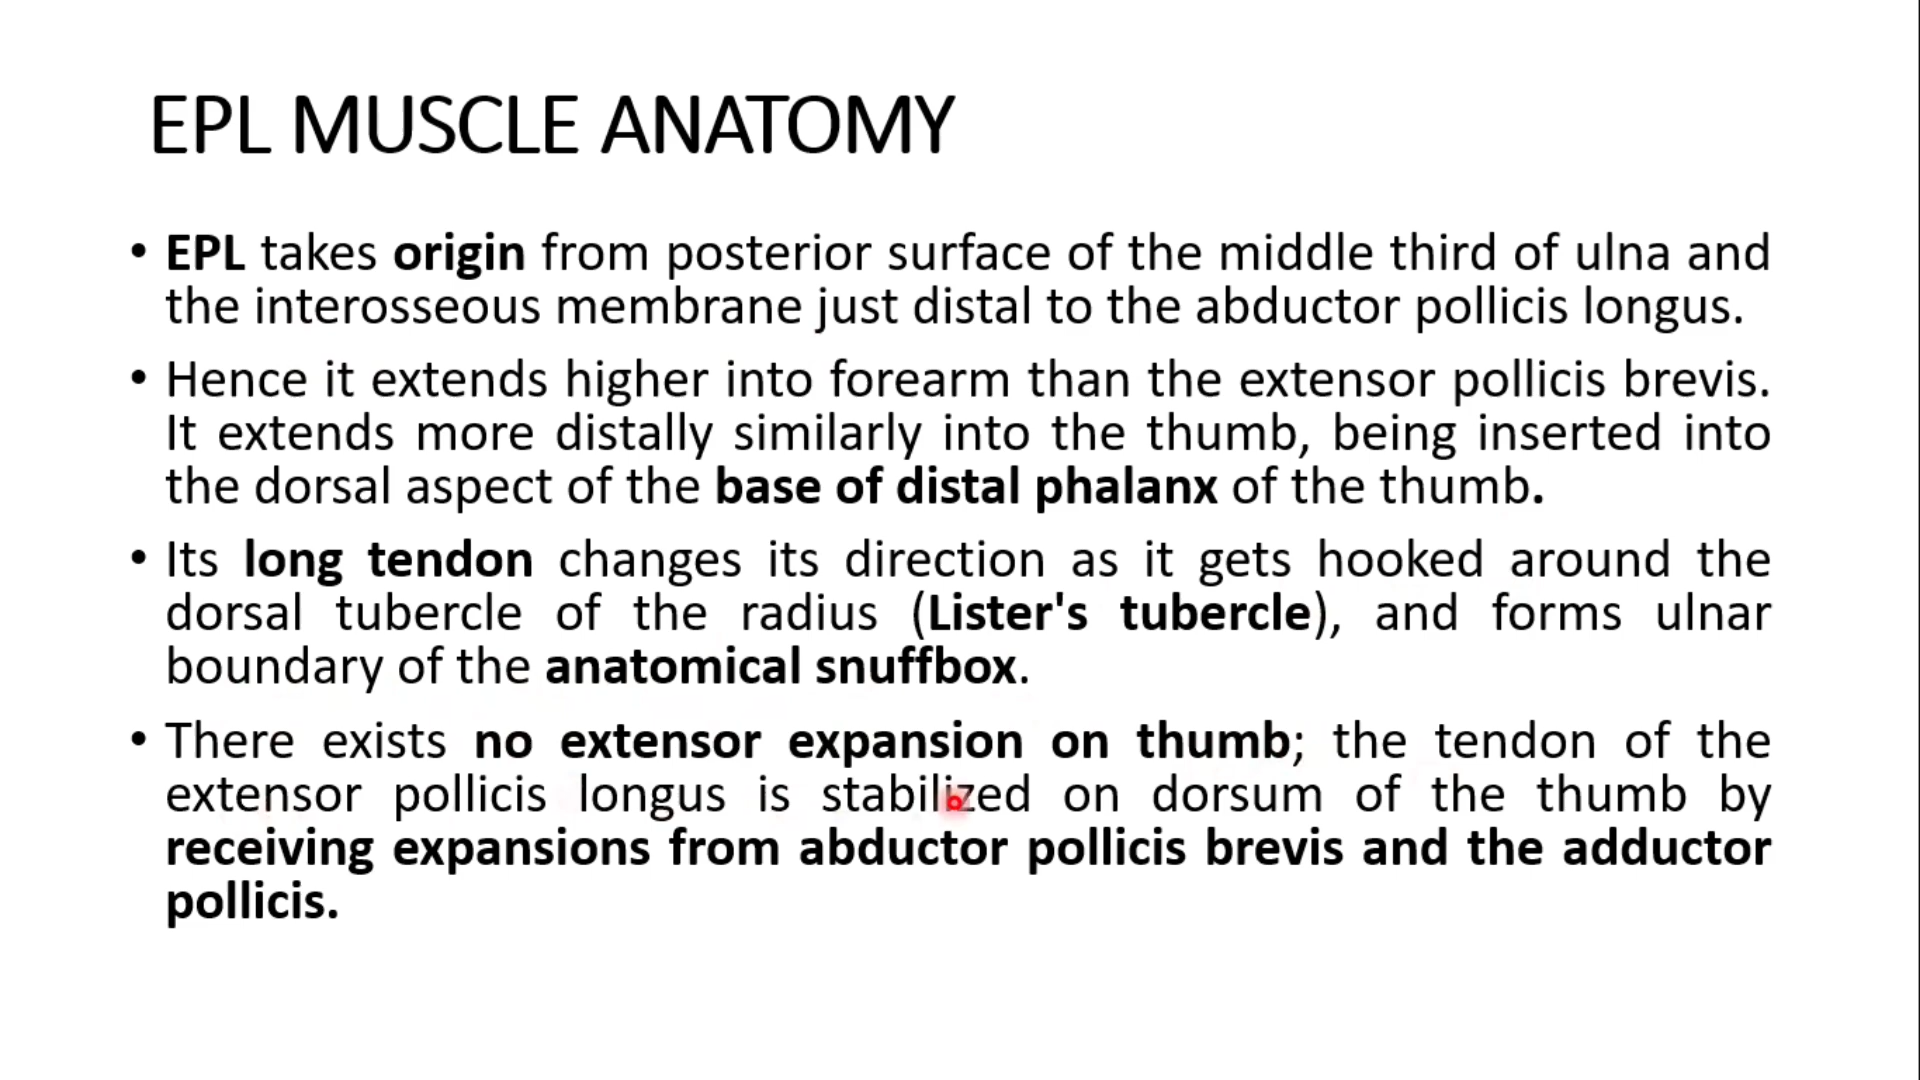 EPL MUSCLE ANATOMY
• EPL takes origin from posterior surface of the middle third of ulna and
the interosseous membrane just distal to the abductor pollicis longus.
• Hence it extends higher into forearm than the extensor pollicis brevis.
It extends more distally similarly into the thumb, being inserted into
the dorsal aspect of the base of distal phalanx of the thumb.
• Its long tendon changes its direction as it gets hooked around the
dorsal tubercle of the radius (Lister's tubercle), and forms ulnar
boundary of the anatomical snuffbox.
• There exists no extensor expansion on thumb; the tendon of the
extensor pollicis longus is stabilized on dorsum of the thumb by
receiving expansions from abductor pollicis brevis and the adductor
pollicis.